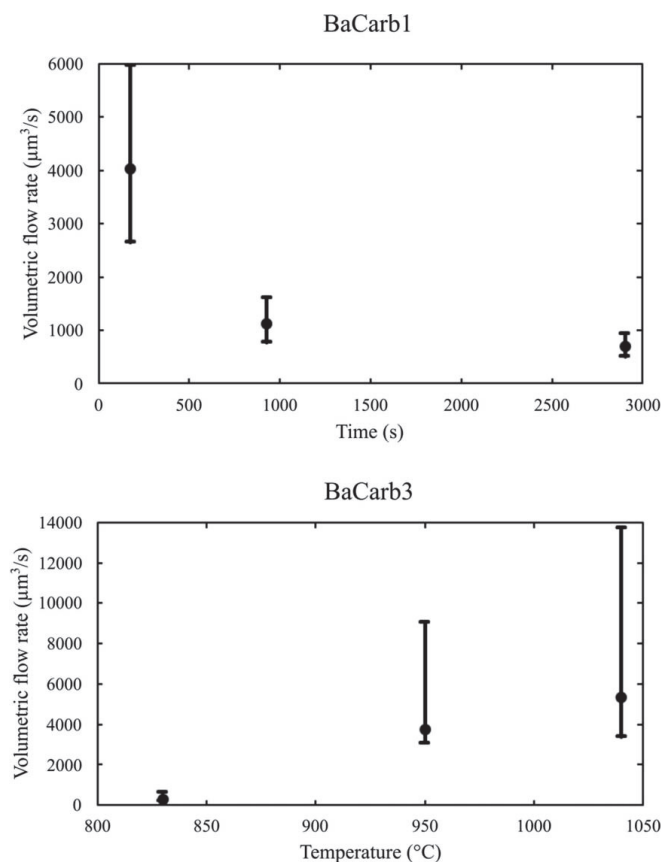 BaCarb1
6000
5000
4000
3000
2000
1000
0
Volumetric flow rate (μm³/s)
0 500 1000 1500 2000 2500 3000
Time (s)
BaCarb3
14000
12000
10000
8000
6000
4000
2000
0
Volumetric flow rate (μm³/s)
800 850 900 950 1000 1050
Temperature (°C)